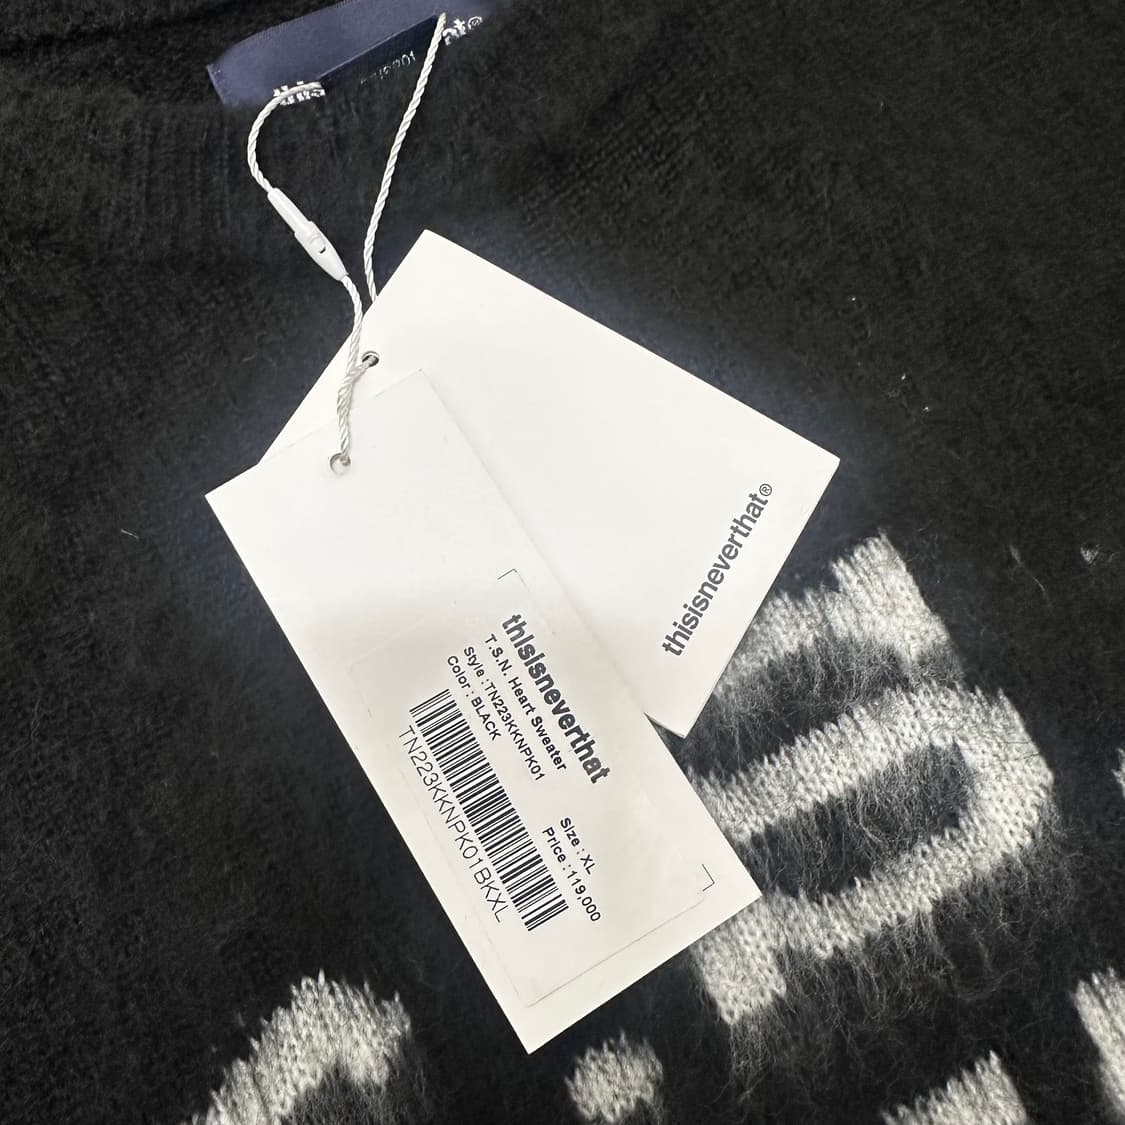 thisisneverthat®
thisisneverthat
T.S.N. Heart Sweater
Style : TN223KKNPK01
Color : BLACK
Size : XL
Price : 119,000
TN223KKNPK01BKXL